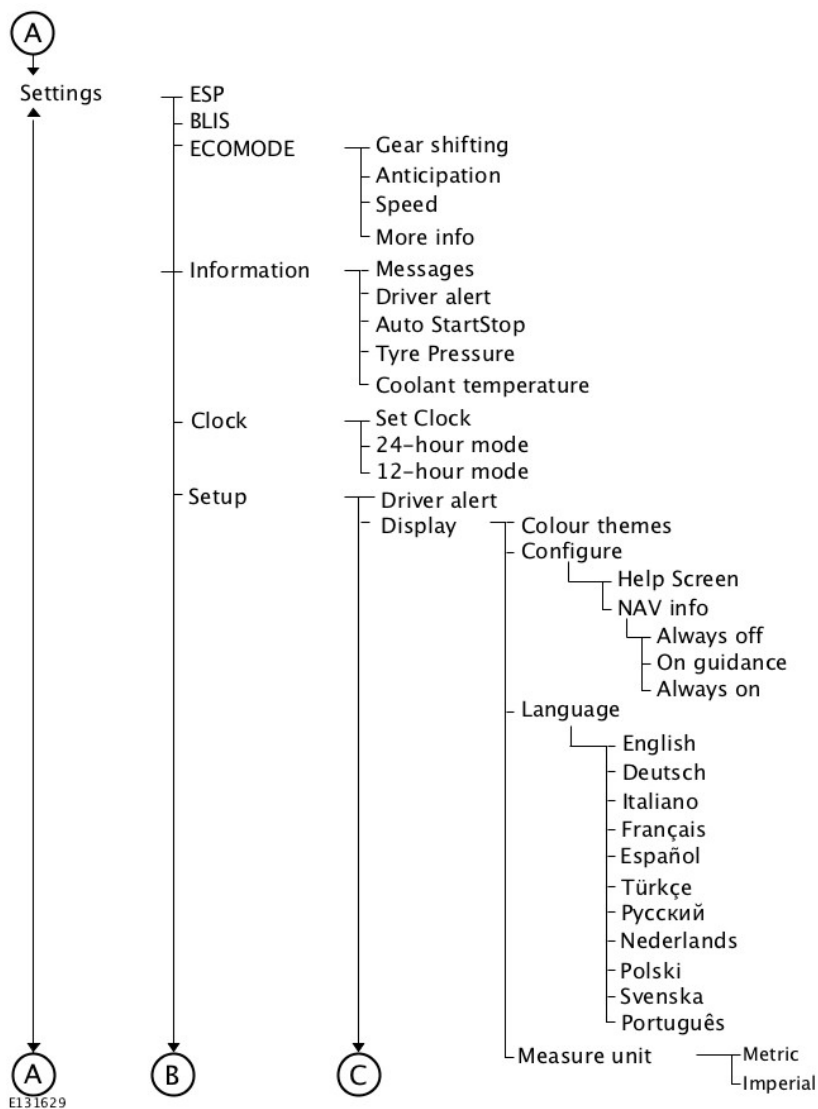 A
Settings
ESP
BLIS
ECOMODE
Gear shifting
Anticipation
Speed
More info
Information
Messages
Driver alert
Auto StartStop
Tyre Pressure
Coolant temperature
Clock
Set Clock
24-hour mode
12-hour mode
Setup
Driver alert
Display
Colour themes
Configure
Help Screen
NAV info
Always off
On guidance
Always on
Language
English
Deutsch
Italiano
Français
Español
Türkçe
Русский
Nederlands
Polski
Svenska
Português
Measure unit
Metric
Imperial
A
B
C
E131629